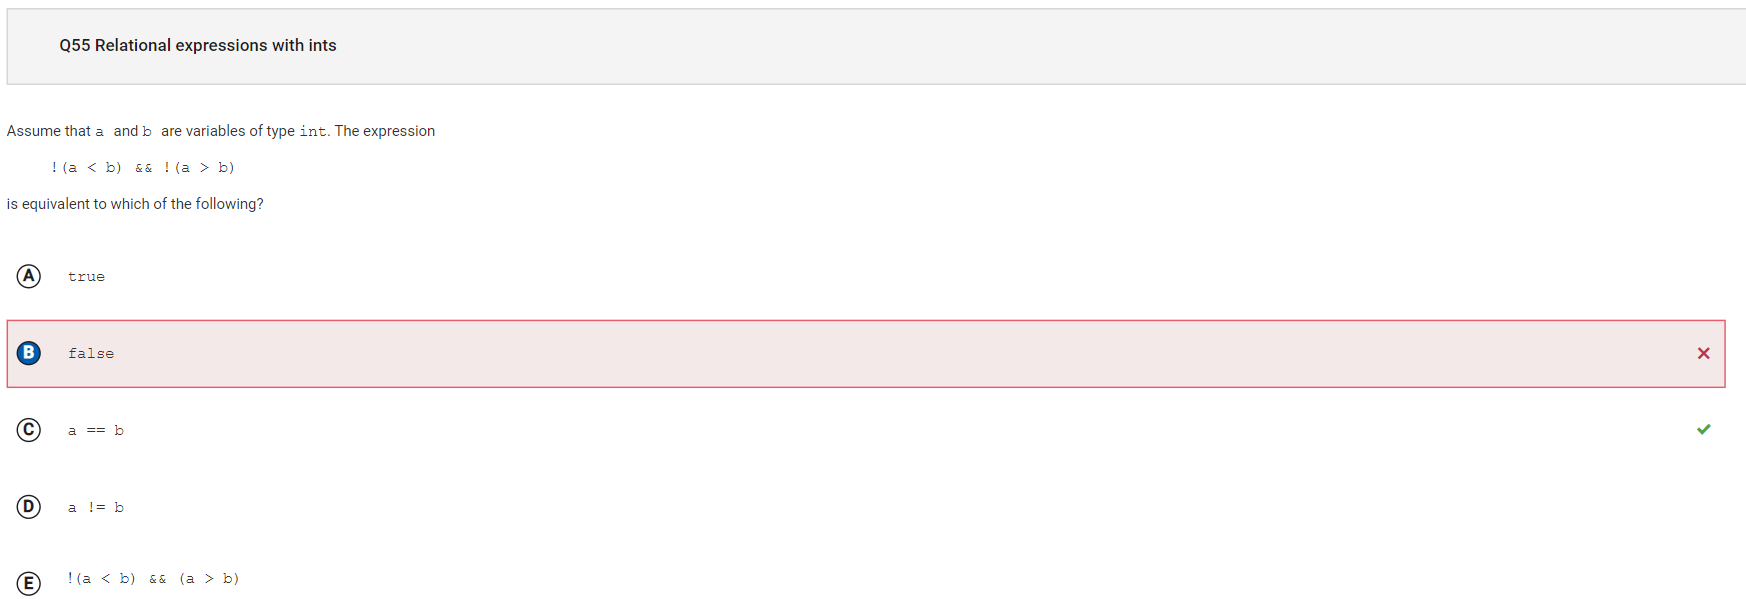 Q55 Relational expressions with ints
Assume that a and b are variables of type int. The expression
!(a < b) && !(a > b)
is equivalent to which of the following?
A true
B false
C a == b
D a != b
E !(a < b) && (a > b)